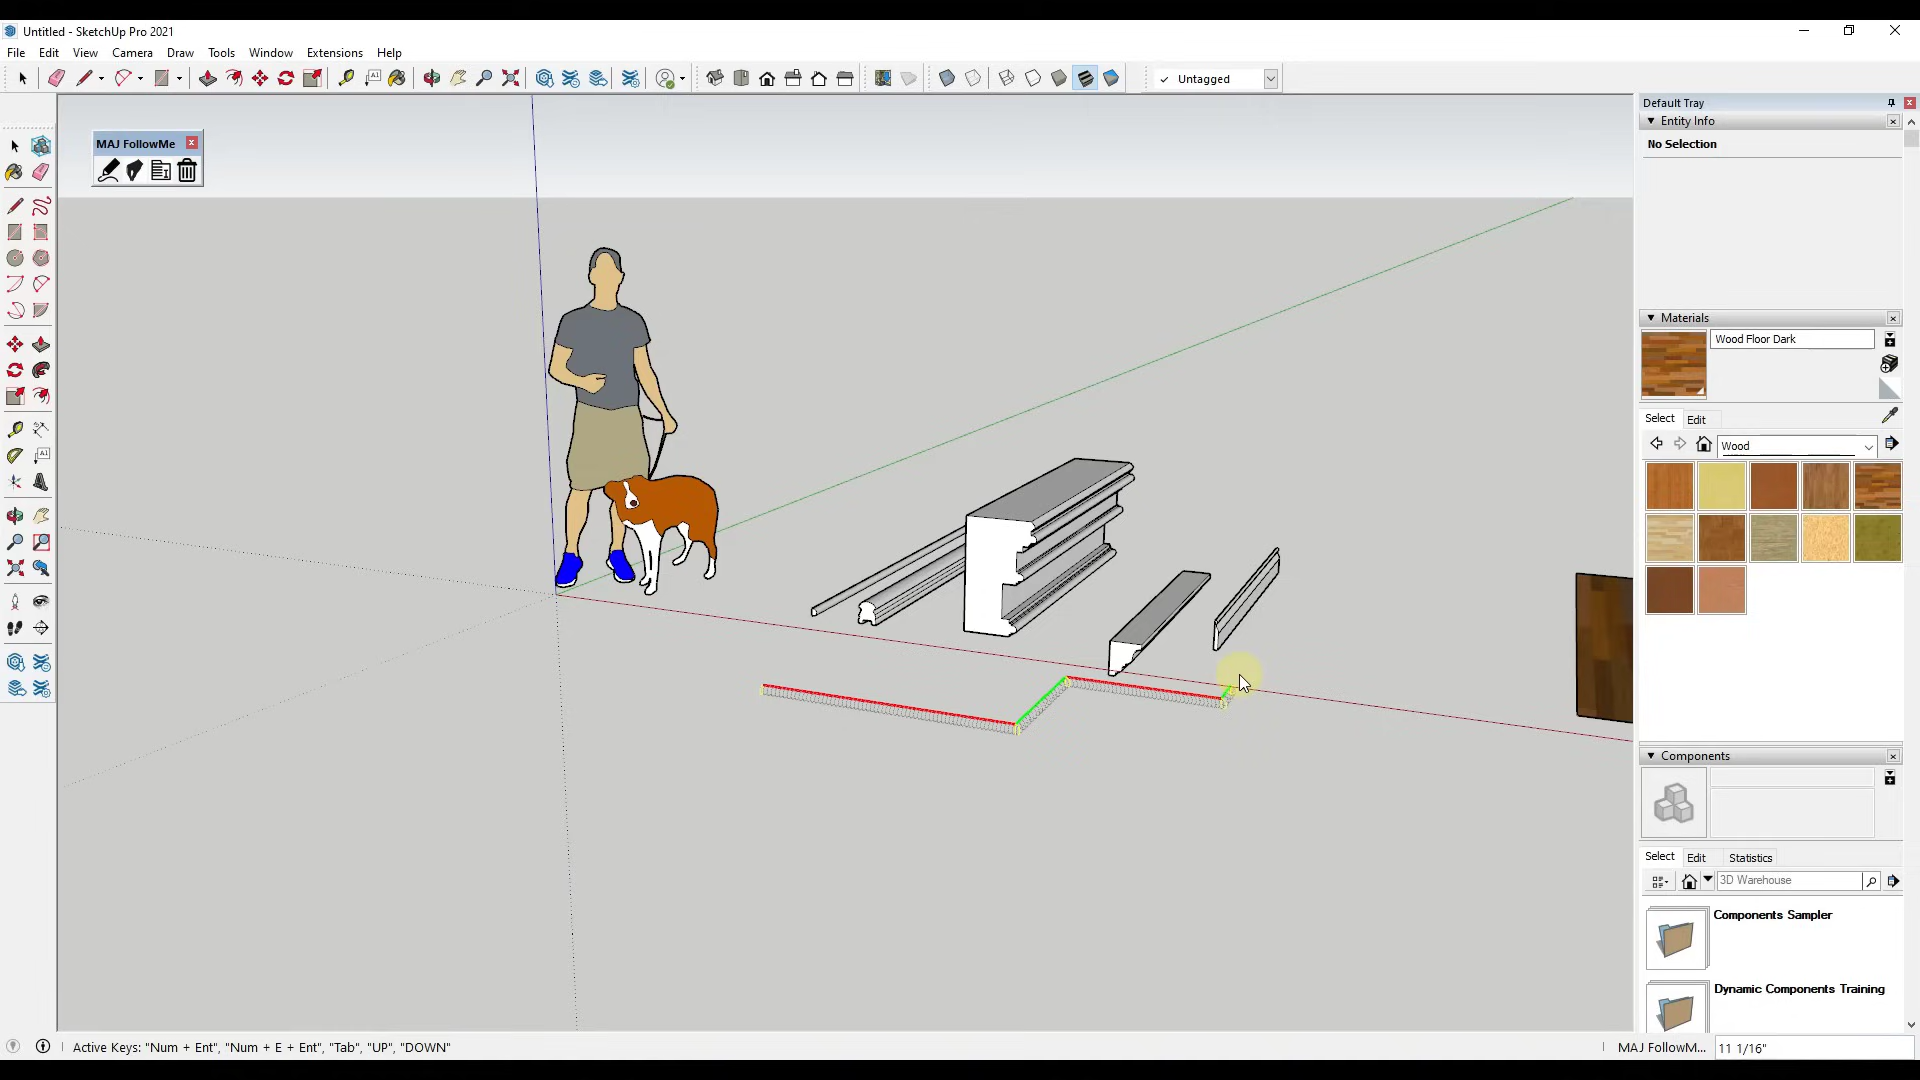 Untitled - SketchUp Pro 2021
File Edit View Camera Draw Tools Window Extensions Help
Untagged
Default Tray
Entity Info
No Selection
MAJ FollowMe
Materials
Wood Floor Dark
Select Edit
Wood
Components
Select Edit Statistics
3D Warehouse
Components Sampler
Dynamic Components Training
Active Keys: "Num + Ent", "Num + E + Ent", "Tab", "UP", "DOWN"
MAJ FollowM... 11 1/16"